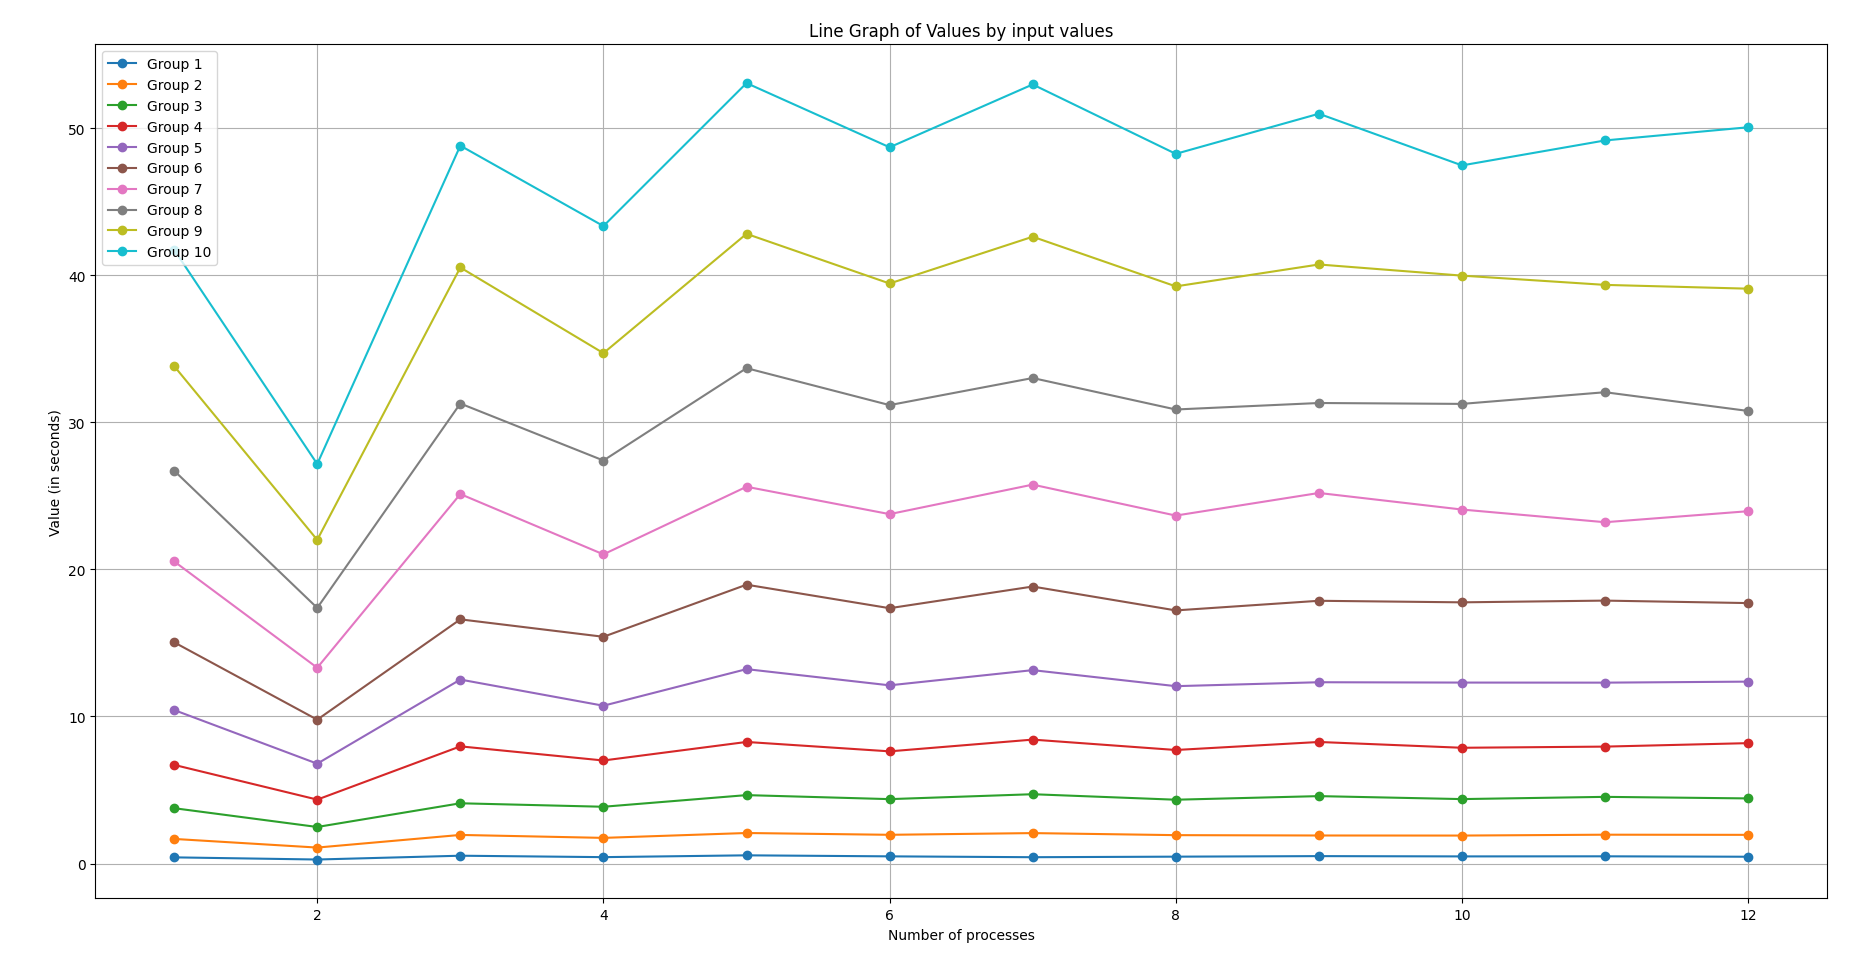 Line Graph of Values by input values
Group 1
Group 2
Group 3
Group 4
Group 5
Group 6
Group 7
Group 8
Group 9
Group 10
50
40
30
20
10
0
Value (in seconds)
2 4 6 8 10 12
Number of processes